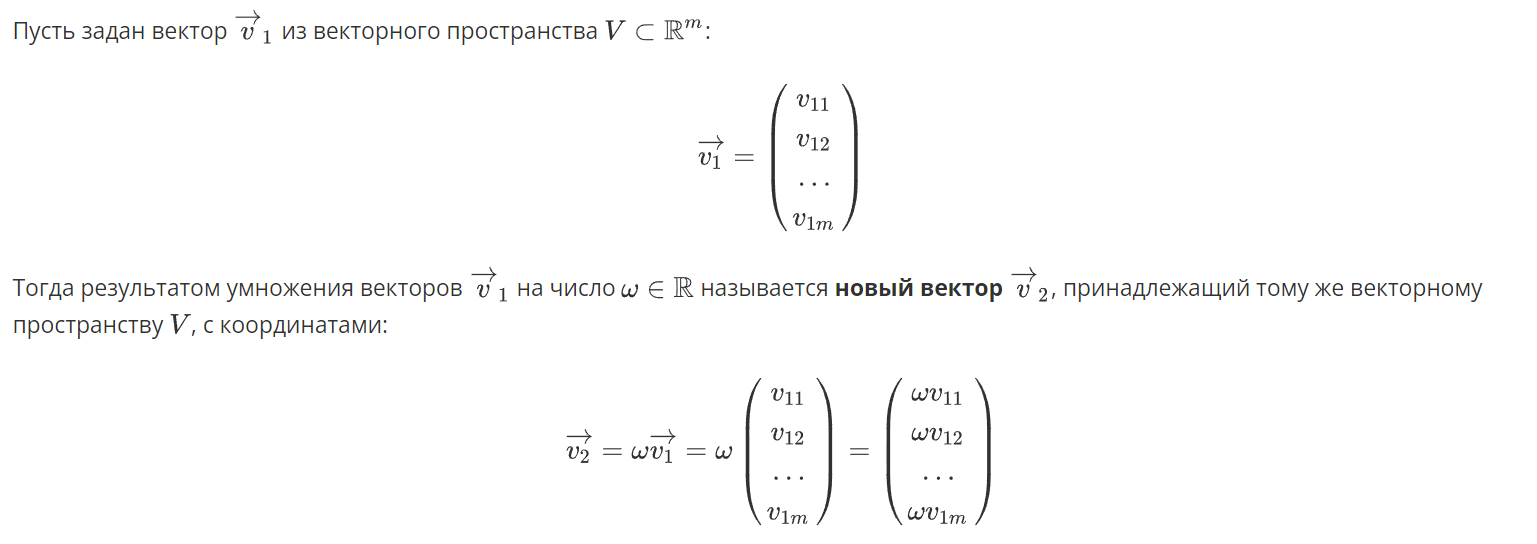 Пусть задан вектор $\overrightarrow{v}_1$ из векторного пространства $V \subset \mathbb{R}^m$:
$\overrightarrow{v_1} = \begin{pmatrix} v_{11} \\ v_{12} \\ \cdots \\ v_{1m} \end{pmatrix}$
Тогда результатом умножения векторов $\overrightarrow{v}_1$ на число $\omega \in \mathbb{R}$ называется новый вектор $\overrightarrow{v}_2$, принадлежащий тому же векторному
пространству $V$, с координатами:
$\overrightarrow{v_2} = \omega \overrightarrow{v_1} = \omega \begin{pmatrix} v_{11} \\ v_{12} \\ \cdots \\ v_{1m} \end{pmatrix} = \begin{pmatrix} \omega v_{11} \\ \omega v_{12} \\ \cdots \\ \omega v_{1m} \end{pmatrix}$